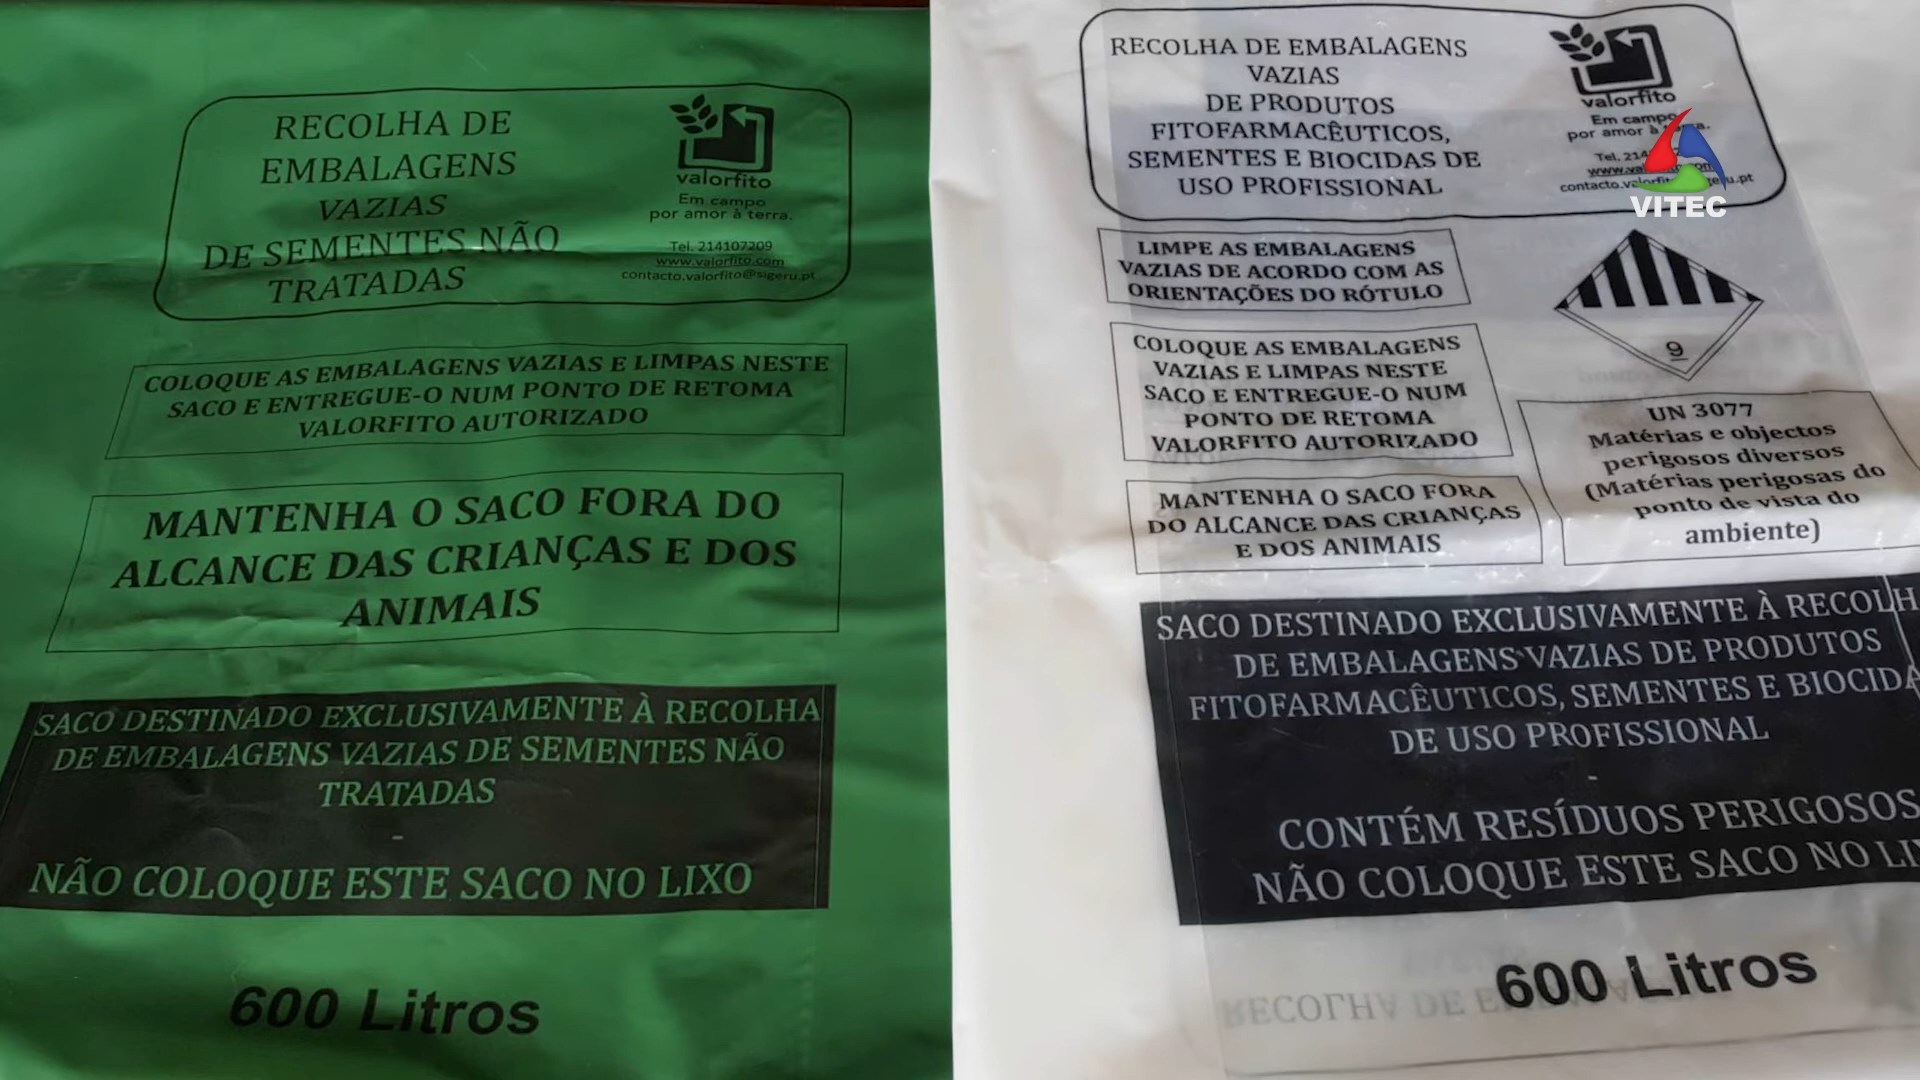 RECOLHA DE
EMBALAGENS
VAZIAS
DE SEMENTES NÃO
TRATADAS
valorfito
Em campo
por amor à terra.
Tel. 214107209
www.valorfito.com
contacto.valorfito@sigeru.pt
COLOQUE AS EMBALAGENS VAZIAS E LIMPAS NESTE
SACO E ENTREGUE-O NUM PONTO DE RETOMA
VALORFITO AUTORIZADO
MANTENHA O SACO FORA DO
ALCANCE DAS CRIANÇAS E DOS
ANIMAIS
SACO DESTINADO EXCLUSIVAMENTE À RECOLHA
DE EMBALAGENS VAZIAS DE SEMENTES NÃO
TRATADAS
-
NÃO COLOQUE ESTE SACO NO LIXO
600 Litros
RECOLHA DE EMBALAGENS
VAZIAS
DE PRODUTOS
FITOFARMACÊUTICOS,
SEMENTES E BIOCIDAS DE
USO PROFISSIONAL
valorfito
Em campo
por amor à
Tel.
VITEC
LIMPE AS EMBALAGENS
VAZIAS DE ACORDO COM AS
ORIENTAÇÕES DO RÓTULO
9
COLOQUE AS EMBALAGENS
VAZIAS E LIMPAS NESTE
SACO E ENTREGUE-O NUM
PONTO DE RETOMA
VALORFITO AUTORIZADO
UN 3077
Matérias e objectos
perigosos diversos
(Matérias perigosas do
ponto de vista do
ambiente)
MANTENHA O SACO FORA
DO ALCANCE DAS CRIANÇAS
E DOS ANIMAIS
SACO DESTINADO EXCLUSIVAMENTE À RECOLH
DE EMBALAGENS VAZIAS DE PRODUTOS
FITOFARMACÊUTICOS, SEMENTES E BIOCIDA
DE USO PROFISSIONAL
-
CONTÉM RESÍDUOS PERIGOSOS
NÃO COLOQUE ESTE SACO NO LI
600 Litros